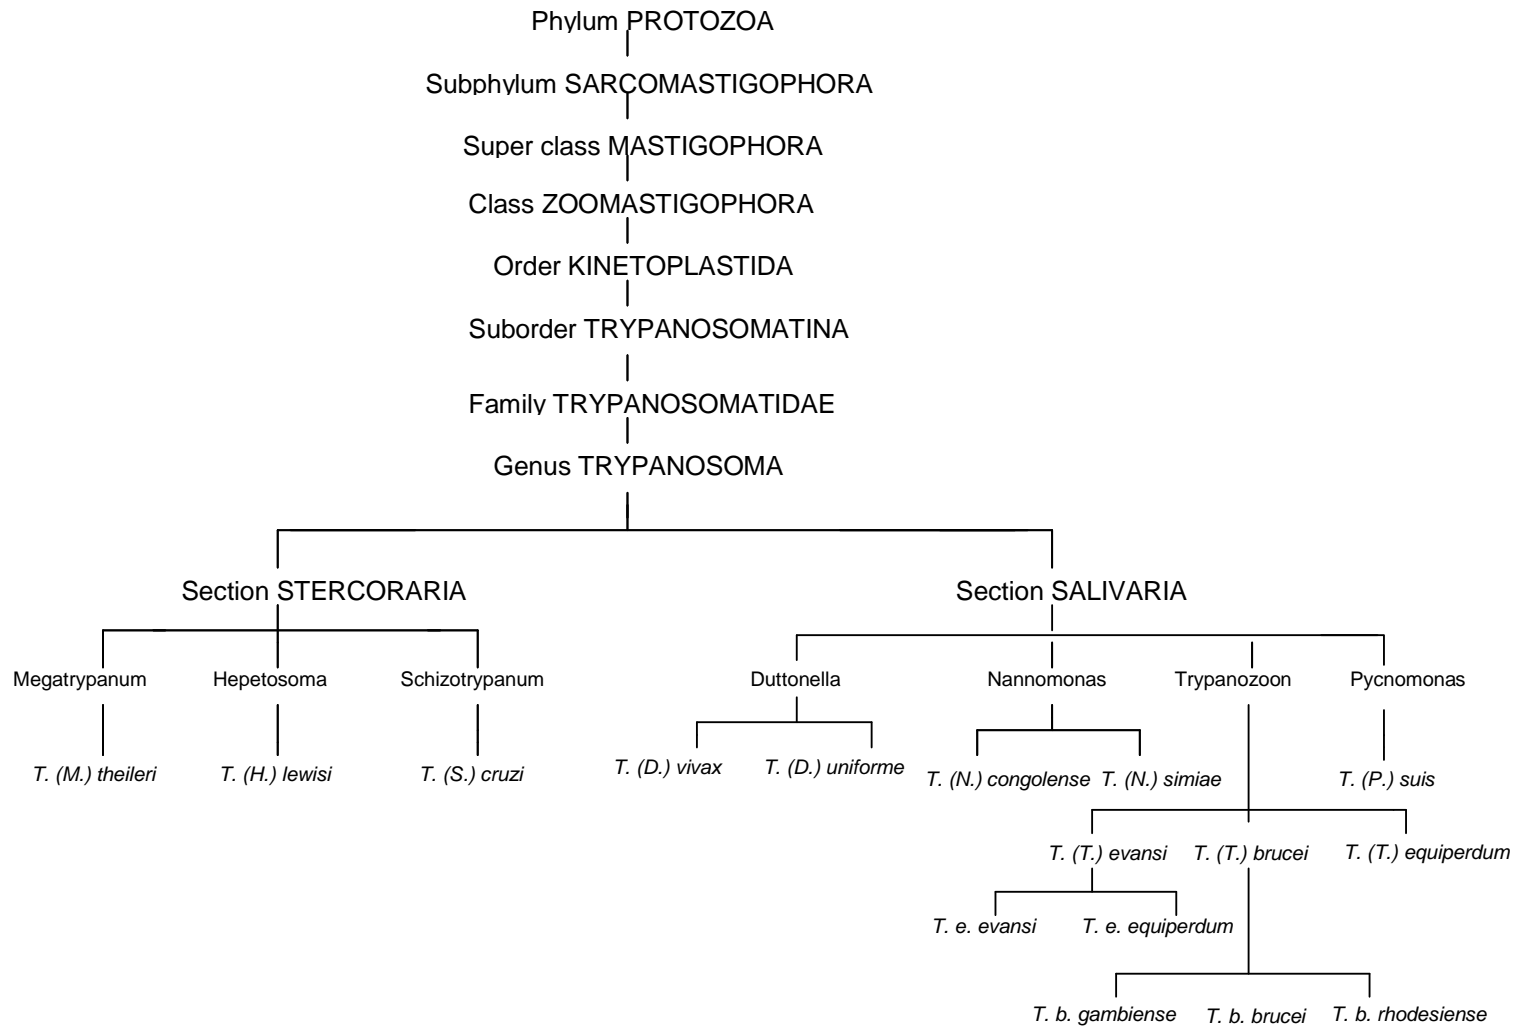 Phylum PROTOZOA
Subphylum SARCOMASTIGOPHORA
Super class MASTIGOPHORA
Class ZOOMASTIGOPHORA
Order KINETOPLASTIDA
Suborder TRYPANOSOMATINA
Family TRYPANOSOMATIDAE
Genus TRYPANOSOMA
Section STERCORARIA Section SALIVARIA
Megatrypanum Hepetosoma Schizotrypanum Duttonella Nannomonas Trypanozoon Pycnomonas
T. (M.) theileri T. (H.) lewisi T. (S.) cruzi T. (D.) vivax T. (D.) uniforme T. (N.) congolense T. (N.) simiae T. (P.) suis
T. (T.) evansi T. (T.) brucei T. (T.) equiperdum
T. e. evansi T. e. equiperdum
T. b. gambiense T. b. brucei T. b. rhodesiense